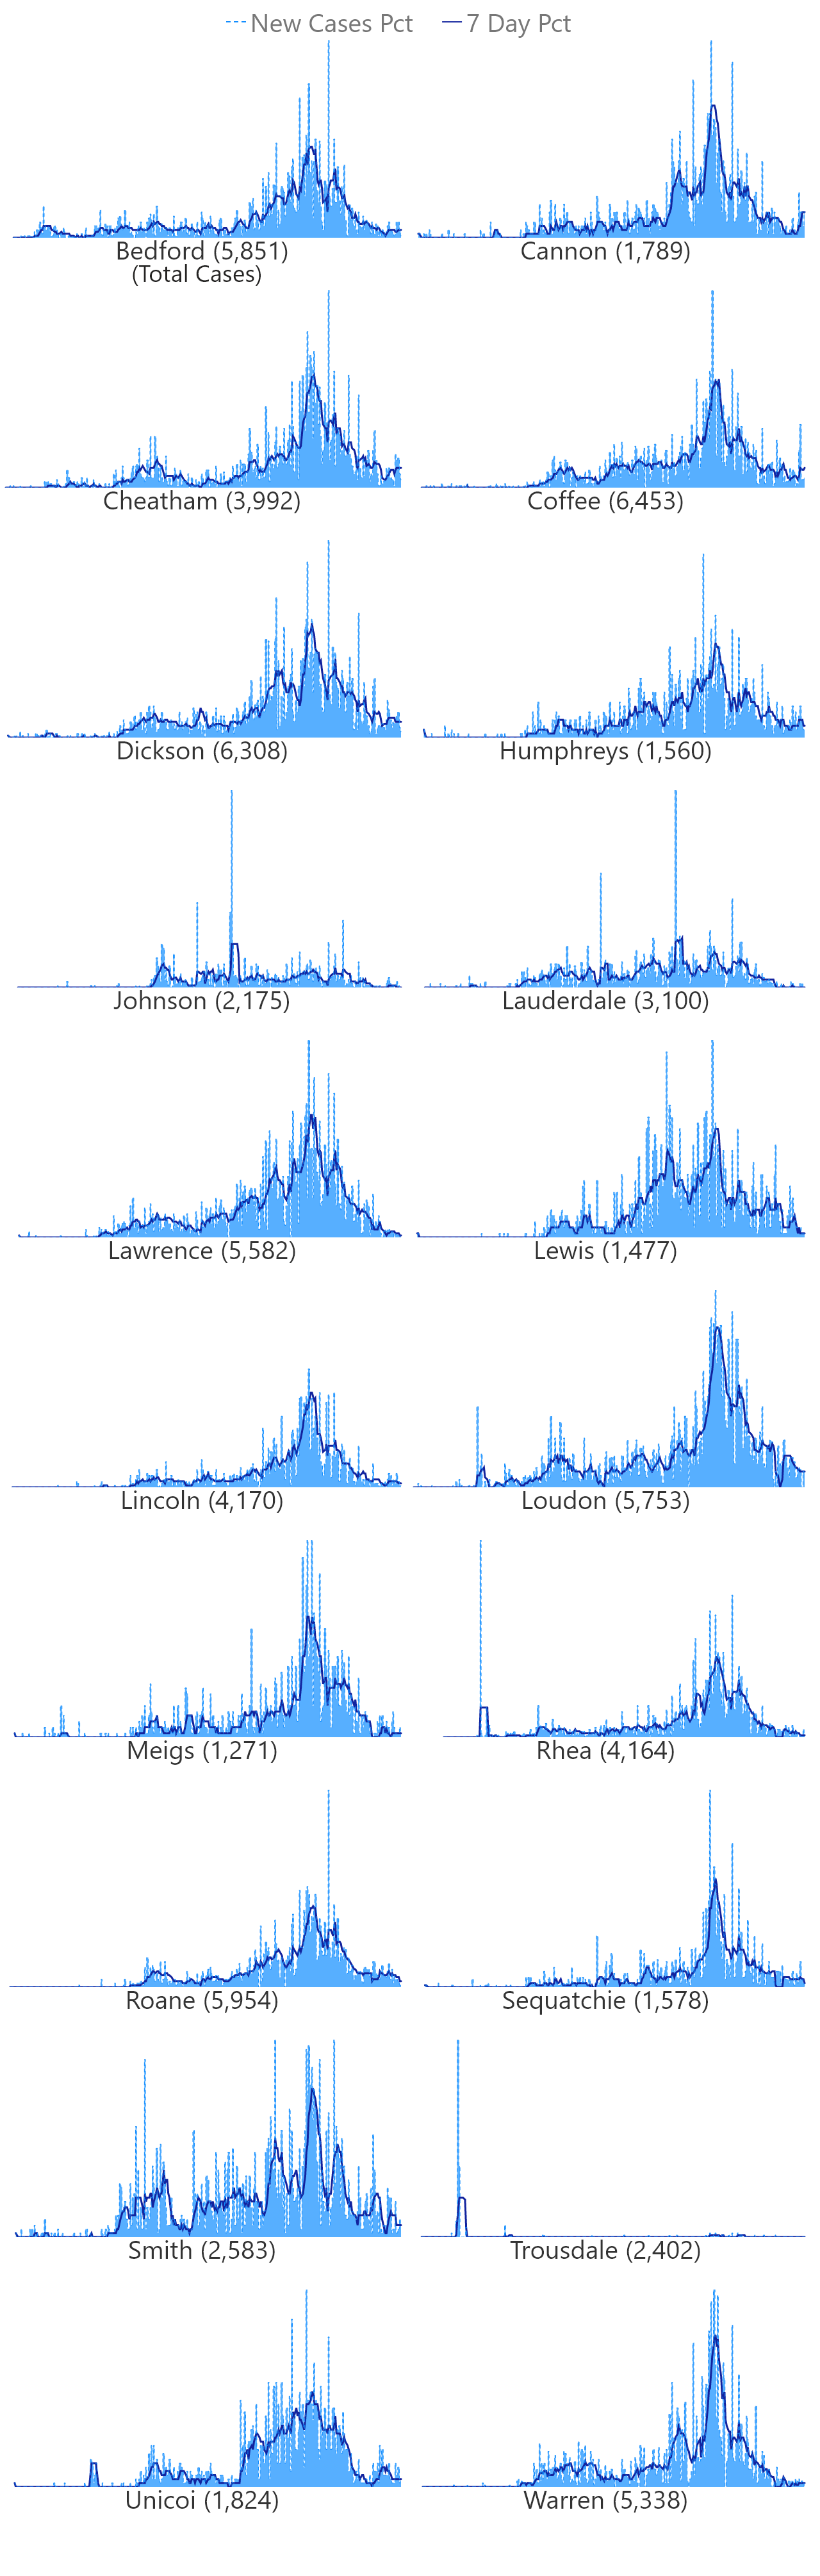 New Cases Pct 7 Day Pct
Bedford (5,851) Cannon (1,789)
(Total Cases)
Cheatham (3,992) Coffee (6,453)
Dickson (6,308) Humphreys (1,560)
Johnson (2,175) Lauderdale (3,100)
Lawrence (5,582) Lewis (1,477)
Lincoln (4,170) Loudon (5,753)
Meigs (1,271) Rhea (4,164)
Roane (5,954) Sequatchie (1,578)
Smith (2,583) Trousdale (2,402)
Unicoi (1,824) Warren (5,338)